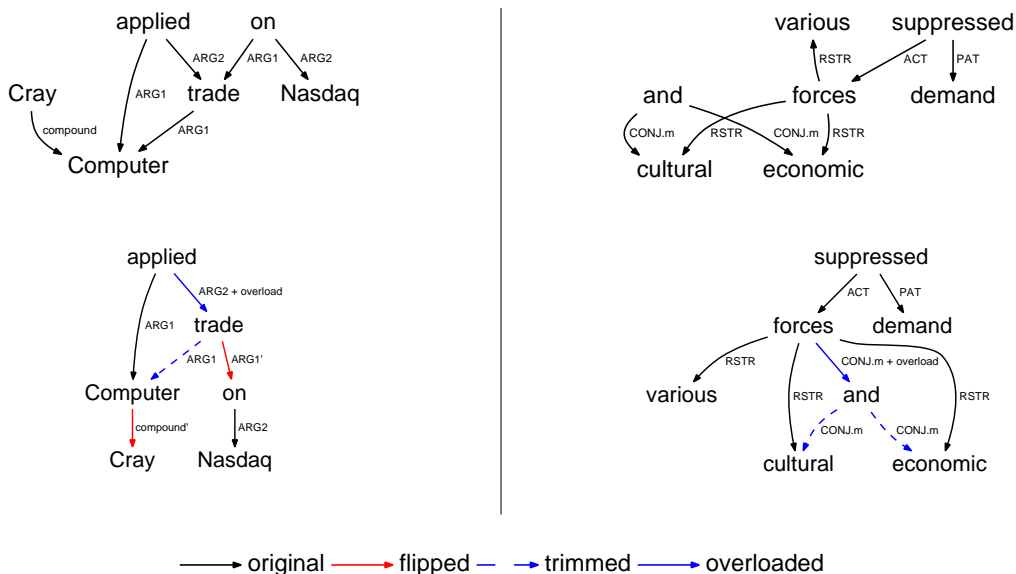 applied on
ARG2 ARG1 ARG2
Cray trade Nasdaq
ARG1
compound ARG1
Computer
various suppressed
RSTR ACT PAT
and forces demand
CONJ.m RSTR CONJ.m RSTR
cultural economic
applied
ARG2 + overload
trade
ARG1 ARG1 ARG1'
Computer on
compound' ARG2
Cray Nasdaq
suppressed
ACT PAT
forces demand
RSTR CONJ.m + overload
various RSTR and RSTR
CONJ.m CONJ.m
cultural economic
original flipped trimmed overloaded